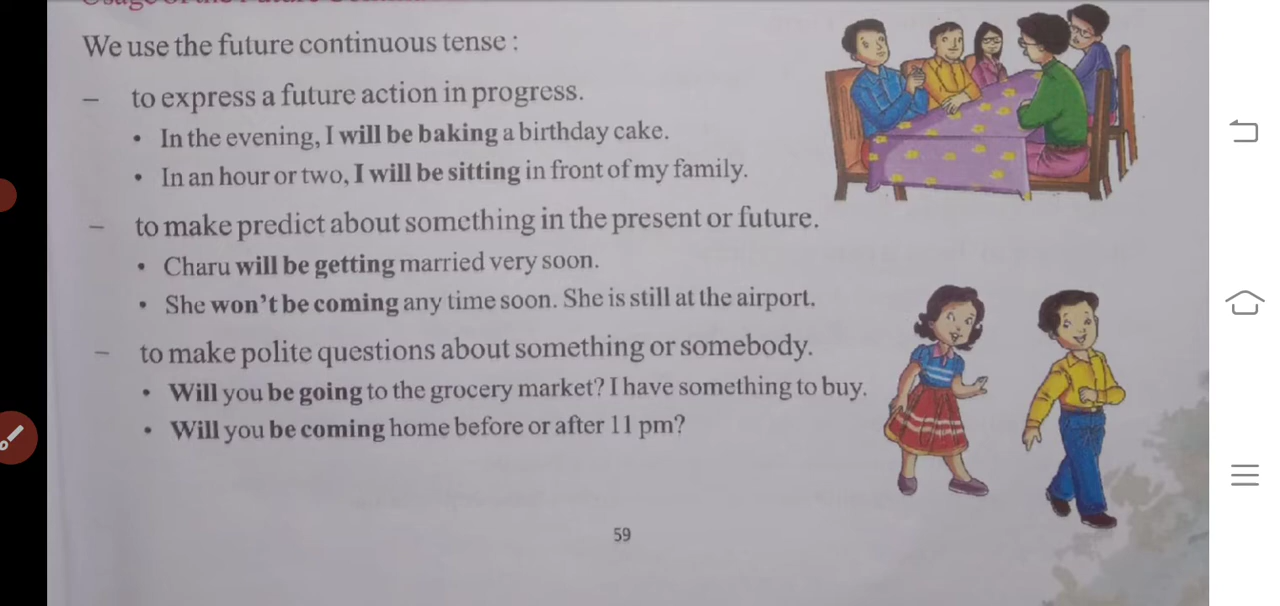 We use the future continuous tense :
– to express a future action in progress.
• In the evening, I will be baking a birthday cake.
• In an hour or two, I will be sitting in front of my family.
– to make predict about something in the present or future.
• Charu will be getting married very soon.
• She won't be coming any time soon. She is still at the airport.
– to make polite questions about something or somebody.
• Will you be going to the grocery market? I have something to buy.
• Will you be coming home before or after 11 pm?
59